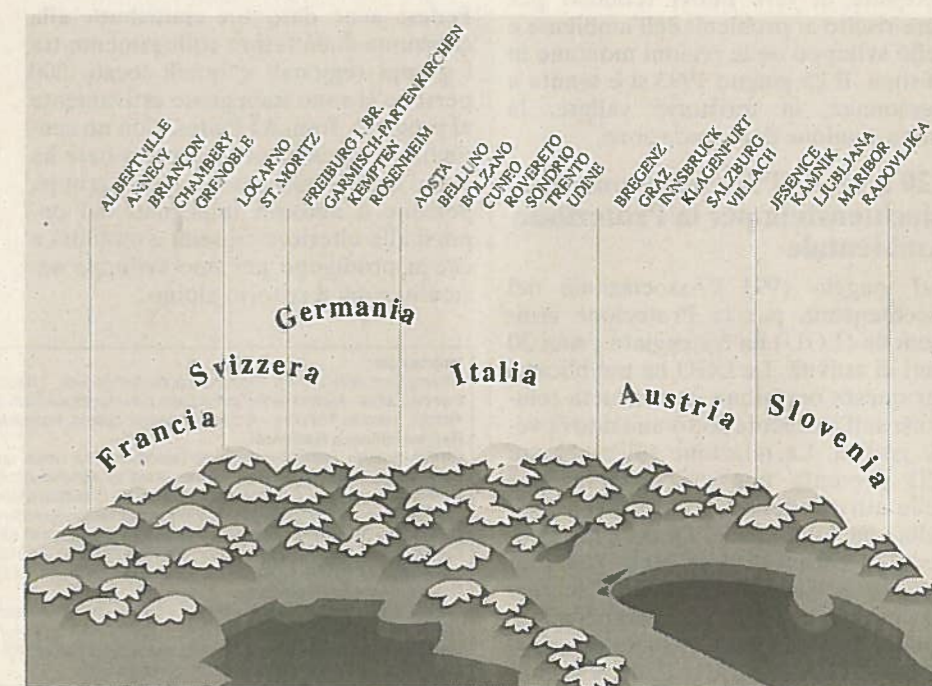 ALBERTVILLE
ANNECY
BRIANÇON
CHAMBERY
GRENOBLE
LOCARNO
ST. MORITZ
FREIBURG I. BR.
GARMISCH-PARTENKIRCHEN
KEMPTEN
ROSENHEIM
AOSTA
BELLUNO
BOLZANO
CUNEO
ROVERETO
SONDRIO
TRENTO
UDINE
BREGENZ
GRAZ
INNSBRUCK
KLAGENFURT
SALZBURG
VILLACH
JESENICE
KAMNIK
LJUBLJANA
MARIBOR
RADOVLJICA
Francia
Svizzera
Germania
Italia
Austria
Slovenia